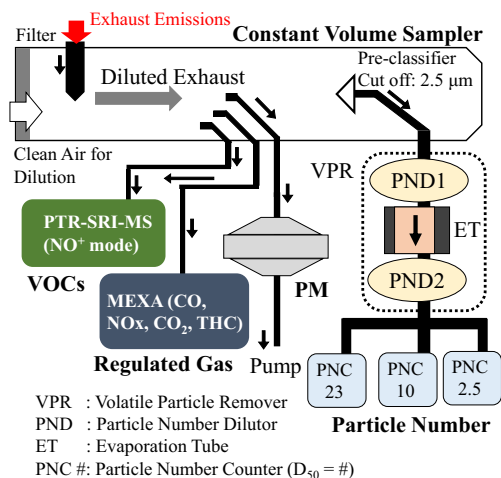 Exhaust Emissions
Filter
Constant Volume Sampler
Pre-classifier
Cut off: 2.5 μm
Diluted Exhaust
Clean Air for
Dilution
VPR
PND1
PTR-SRI-MS
(NO⁺ mode)
ET
VOCs
PND2
PM
MEXA (CO,
NOx, CO₂, THC)
Regulated Gas
Pump
PNC
23
PNC
10
PNC
2.5
Particle Number
VPR : Volatile Particle Remover
PND : Particle Number Dilutor
ET : Evaporation Tube
PNC #: Particle Number Counter (D₅₀ = #)